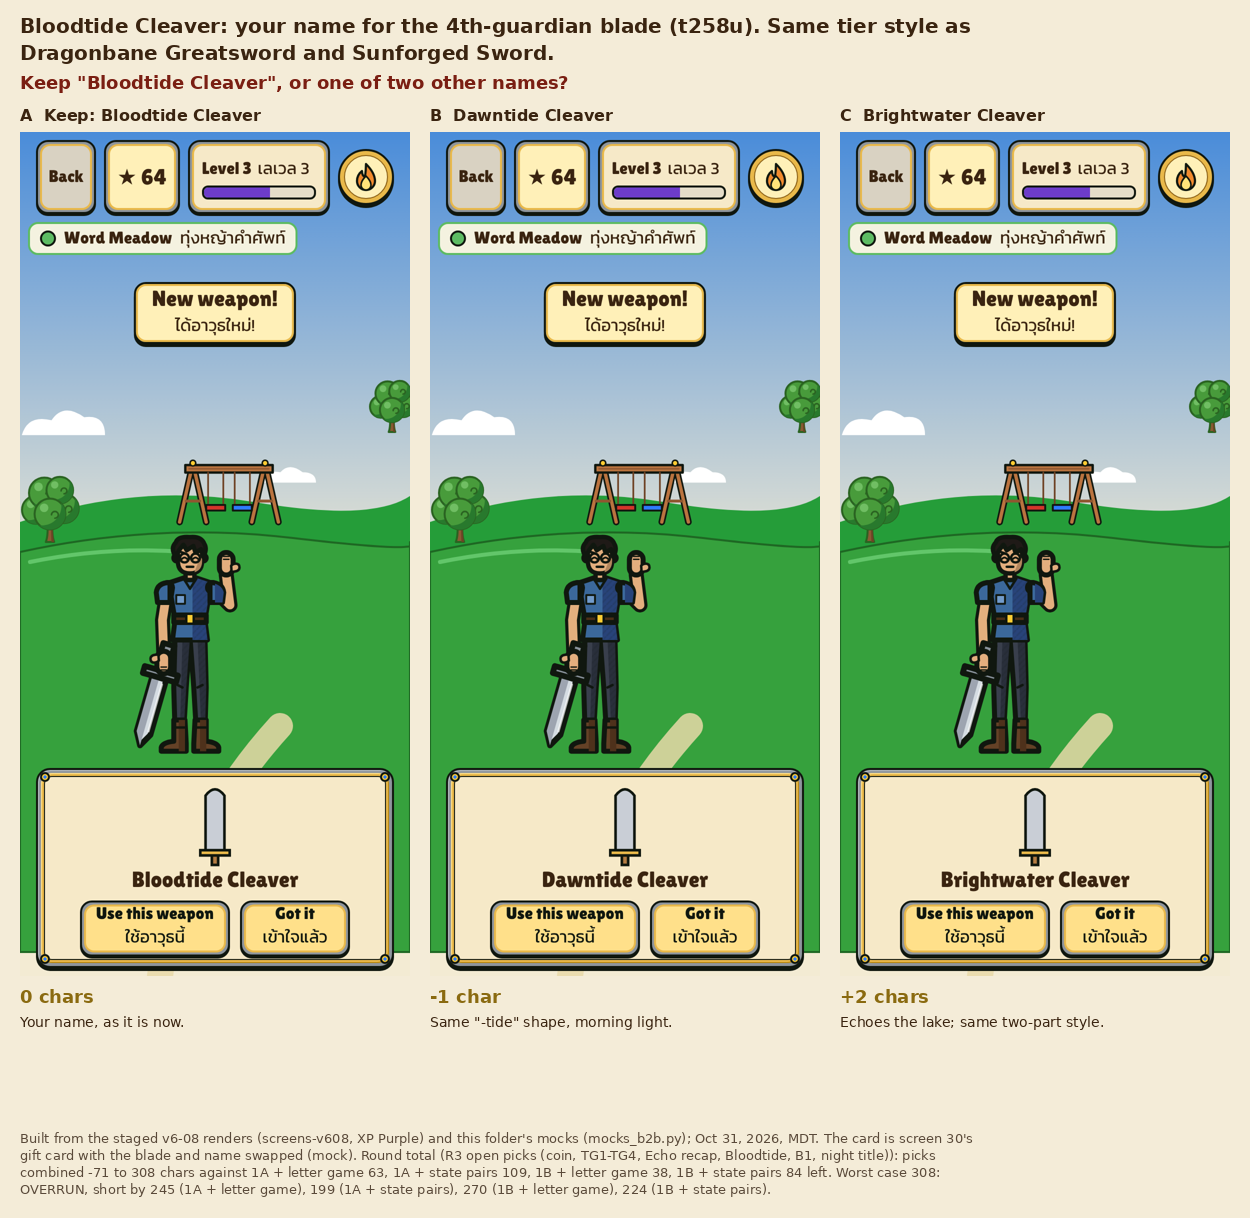 Bloodtide Cleaver: your name for the 4th-guardian blade (t258u). Same tier style as
Dragonbane Greatsword and Sunforged Sword.
Keep "Bloodtide Cleaver", or one of two other names?
A Keep: Bloodtide Cleaver
Back
★ 64
Level 3 เลเวล 3
Word Meadow ทุ่งหญ้าคำศัพท์
New weapon!
ได้อาวุธใหม่!
Bloodtide Cleaver
Use this weapon
ใช้อาวุธนี้
Got it
เข้าใจแล้ว
0 chars
Your name, as it is now.
B Dawntide Cleaver
Back
★ 64
Level 3 เลเวล 3
Word Meadow ทุ่งหญ้าคำศัพท์
New weapon!
ได้อาวุธใหม่!
Dawntide Cleaver
Use this weapon
ใช้อาวุธนี้
Got it
เข้าใจแล้ว
-1 char
Same "-tide" shape, morning light.
C Brightwater Cleaver
Back
★ 64
Level 3 เลเวล 3
Word Meadow ทุ่งหญ้าคำศัพท์
New weapon!
ได้อาวุธใหม่!
Brightwater Cleaver
Use this weapon
ใช้อาวุธนี้
Got it
เข้าใจแล้ว
+2 chars
Echoes the lake; same two-part style.
Built from the staged v6-08 renders (screens-v608, XP Purple) and this folder's mocks (mocks_b2b.py); Oct 31, 2026, MDT. The card is screen 30's
gift card with the blade and name swapped (mock). Round total (R3 open picks (coin, TG1-TG4, Echo recap, Bloodtide, B1, night title)): picks
combined -71 to 308 chars against 1A + letter game 63, 1A + state pairs 109, 1B + letter game 38, 1B + state pairs 84 left. Worst case 308:
OVERRUN, short by 245 (1A + letter game), 199 (1A + state pairs), 270 (1B + letter game), 224 (1B + state pairs).